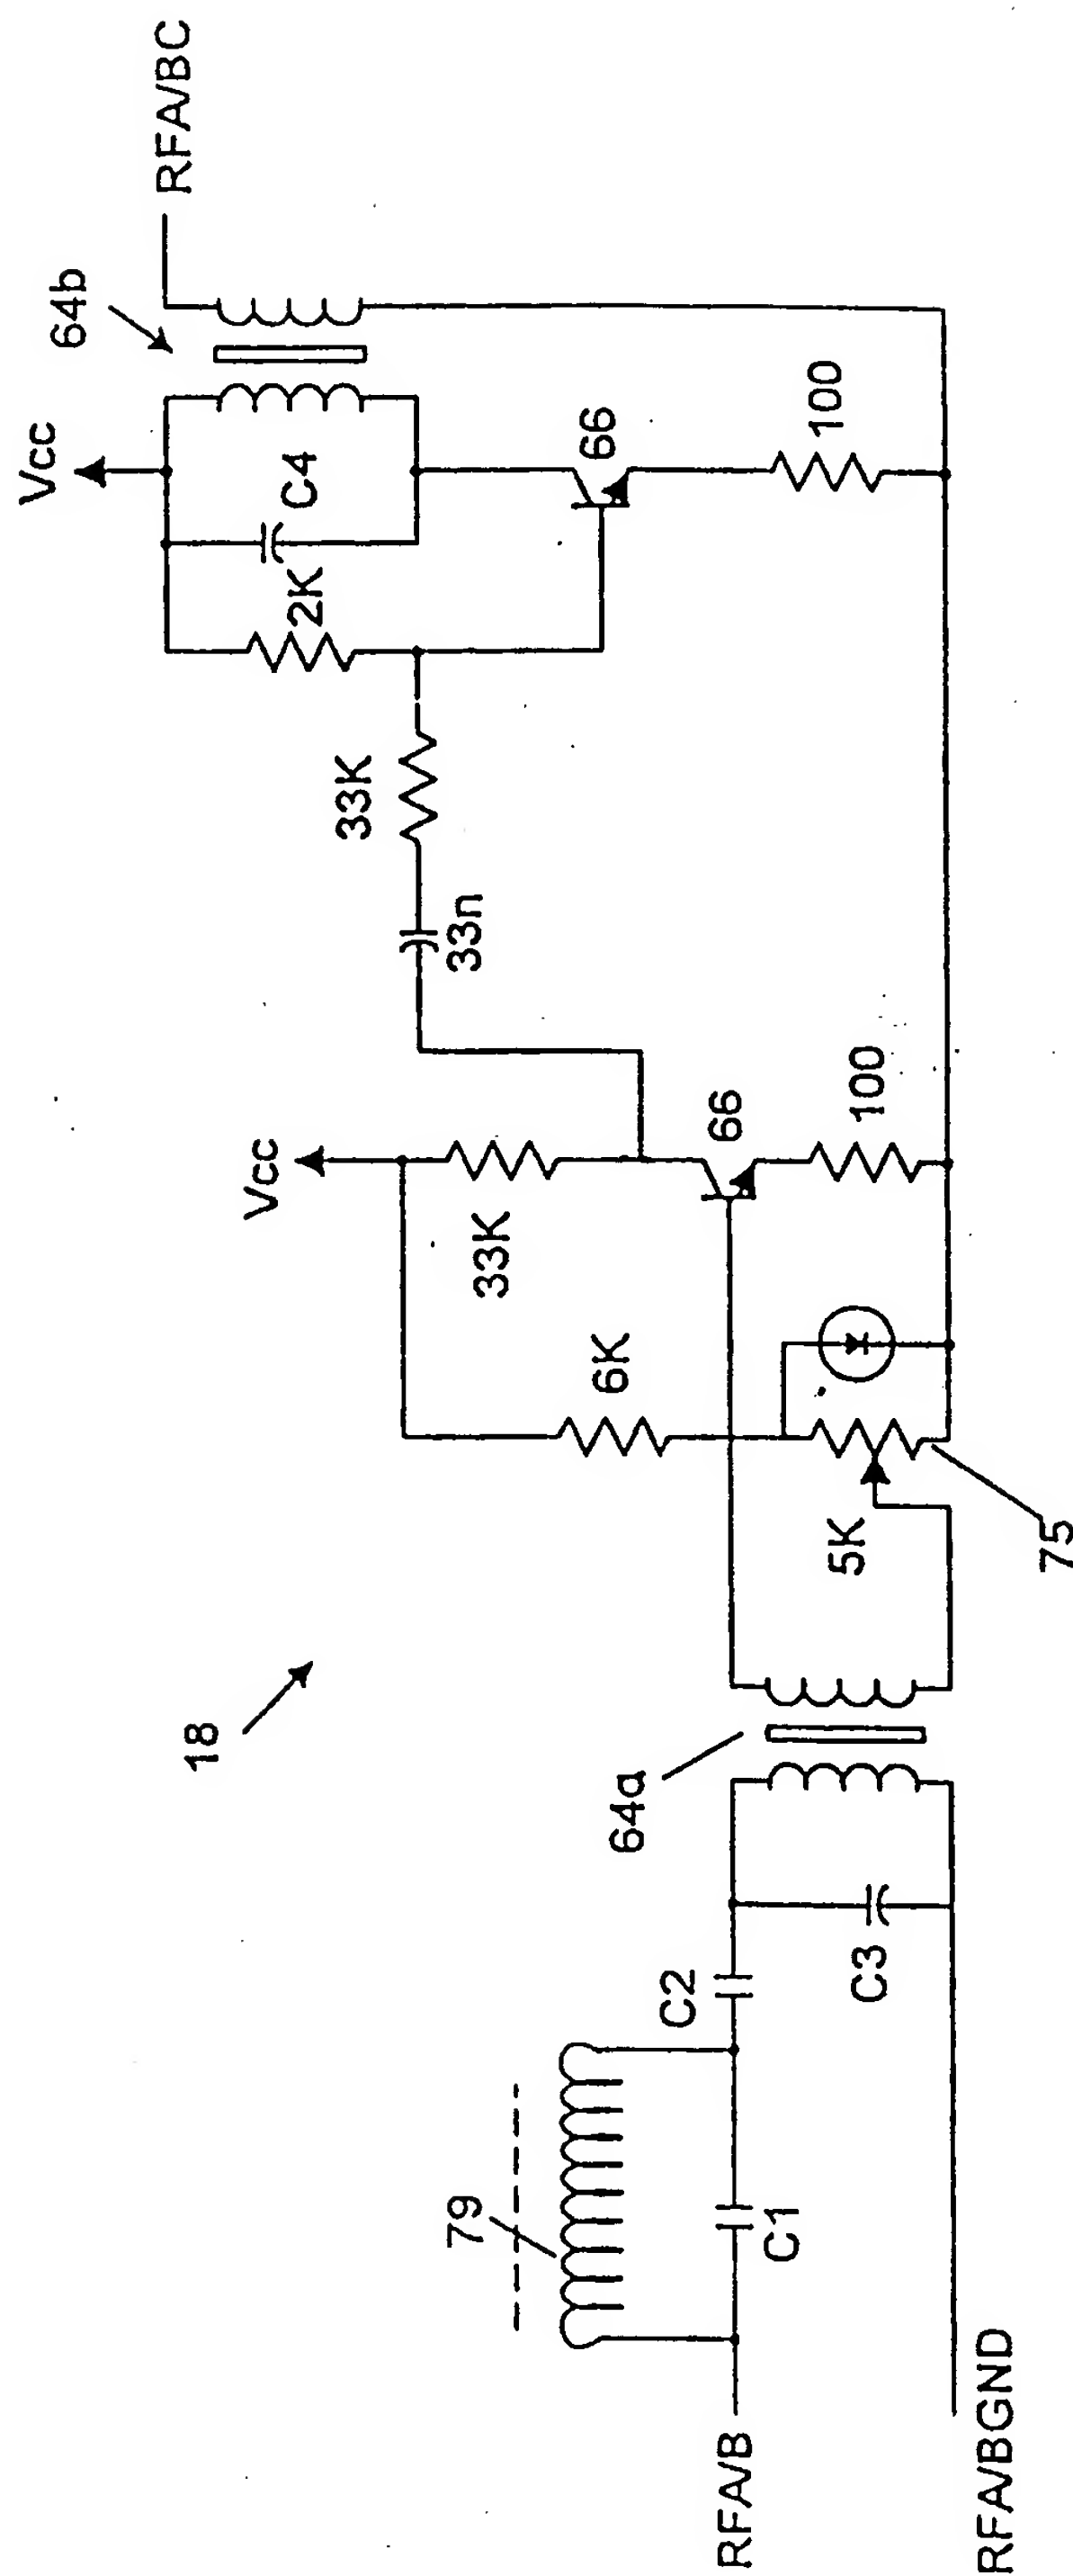 RFA/B
RFA/BGND
79
C1
C2
C3
64a
18
5K
75
6K
33K
Vcc
66
100
33n
33K
2K
C4
Vcc
66
100
64b
RFA/BC